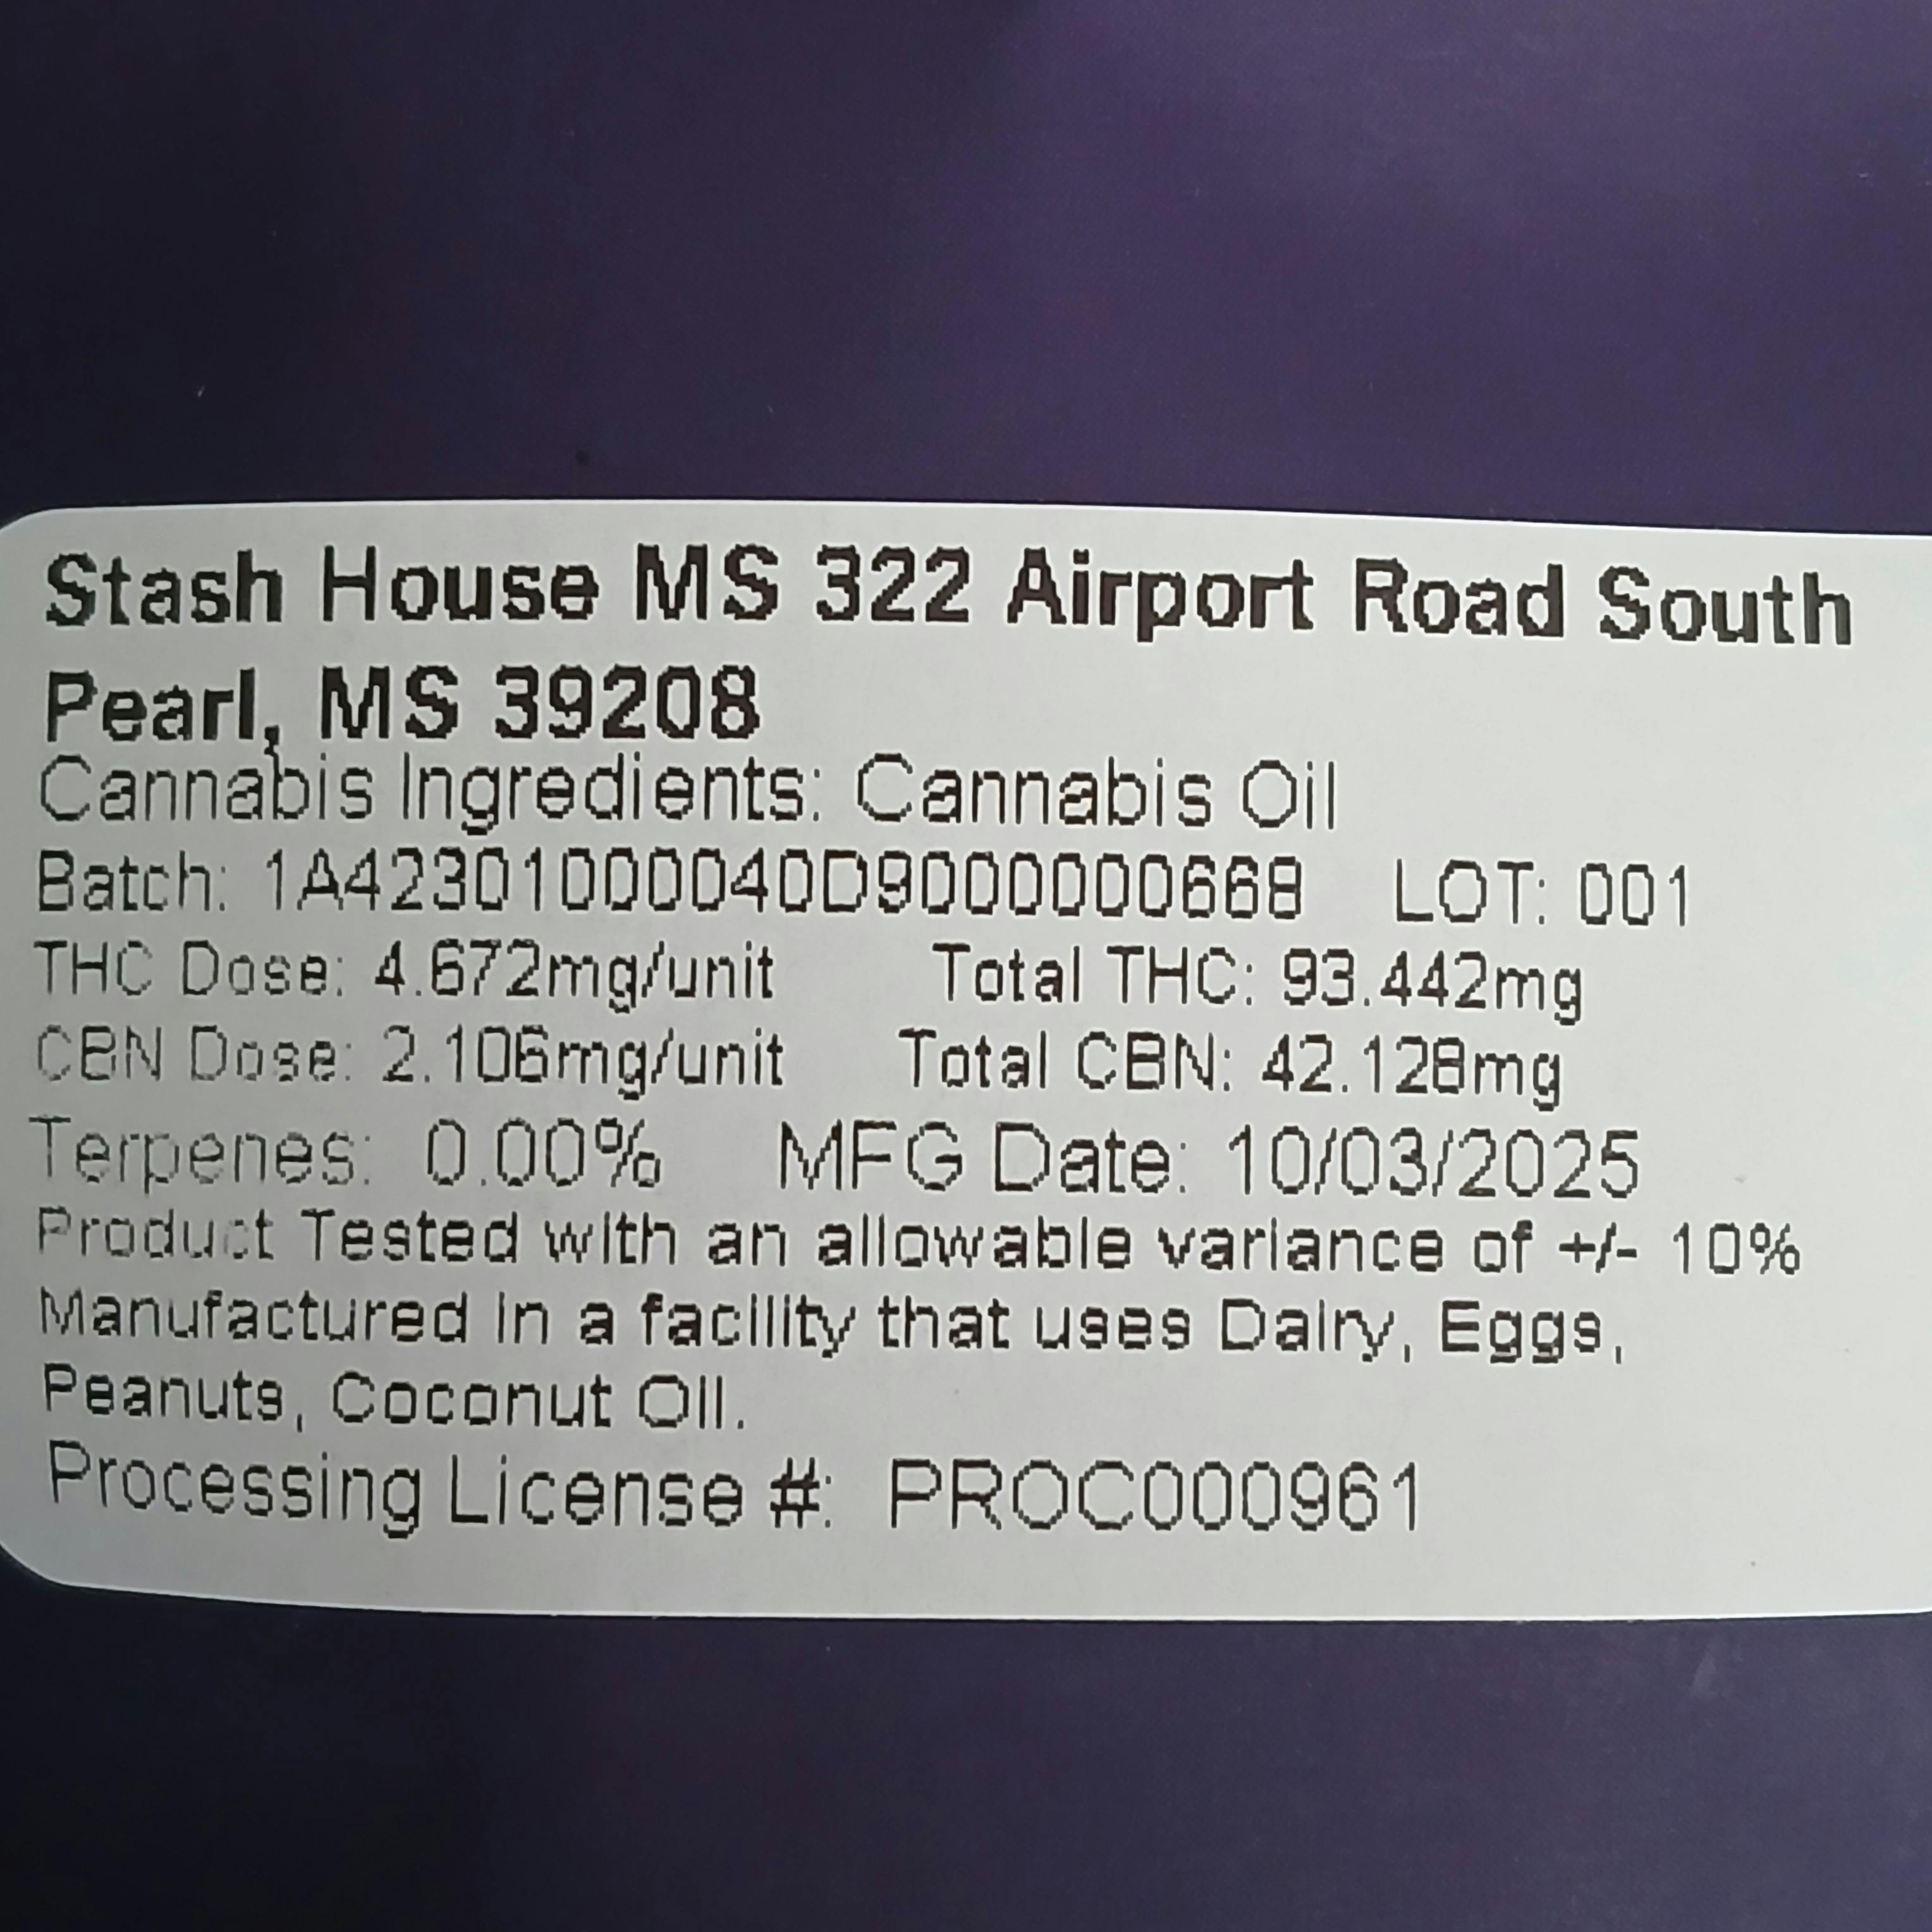 Stash House MS 322 Airport Road South
Pearl, MS 39208
Cannabis Ingredients: Cannabis Oil
Batch: 1A42301000040D9000000668 LOT: 001
THC Dose: 4.672mg/unit Total THC: 93.442mg
CBN Dose: 2.106mg/unit Total CBN: 42.128mg
Terpenes: 0.00% MFG Date: 10/03/2025
Product Tested with an allowable variance of +/- 10%
Manufactured in a facility that uses Dairy, Eggs,
Peanuts, Coconut Oil.
Processing License #: PROC000961